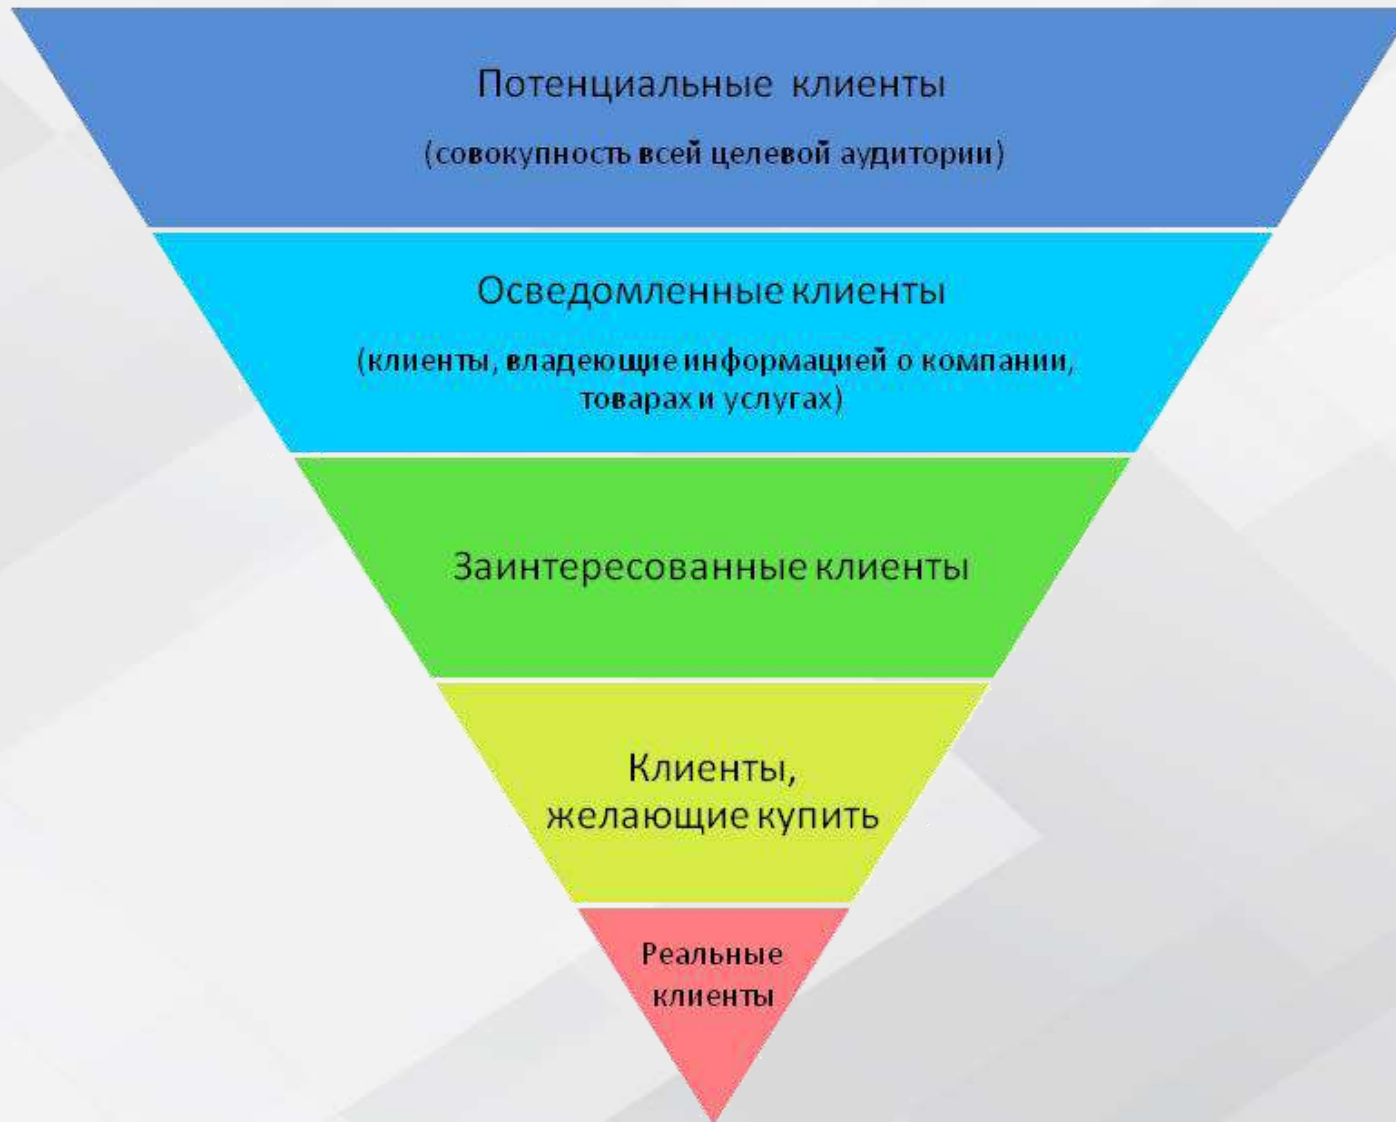 Потенциальные клиенты
(совокупность всей целевой аудитории)
Осведомленные клиенты
(клиенты, владеющие информацией о компании,
товарах и услугах)
Заинтересованные клиенты
Клиенты,
желающие купить
Реальные
клиенты